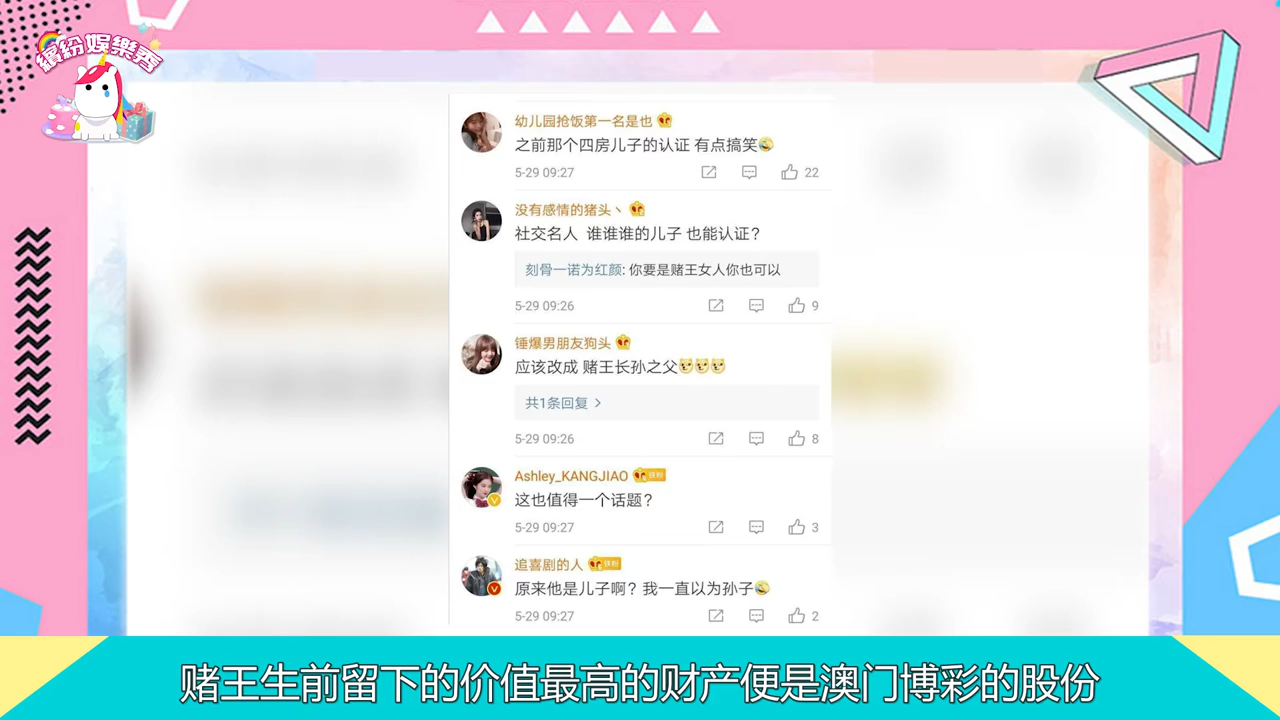 繽紛娛樂秀
幼儿园抢饭第一名是也
之前那个四房儿子的认证 有点搞笑
5-29 09:27
22
没有感情的猪头丶
社交名人 谁谁谁的儿子 也能认证？
刻骨一诺为红颜: 你要是赌王女人你也可以
5-29 09:26
9
锤爆男朋友狗头
应该改成 赌王长孙之父
共1条回复 >
5-29 09:26
8
Ashley_KANGJIAO 铁粉
这也值得一个话题？
5-29 09:27
3
追喜剧的人 铁粉
原来他是儿子啊？我一直以为孙子
5-29 09:27
2
赌王生前留下的价值最高的财产便是澳门博彩的股份